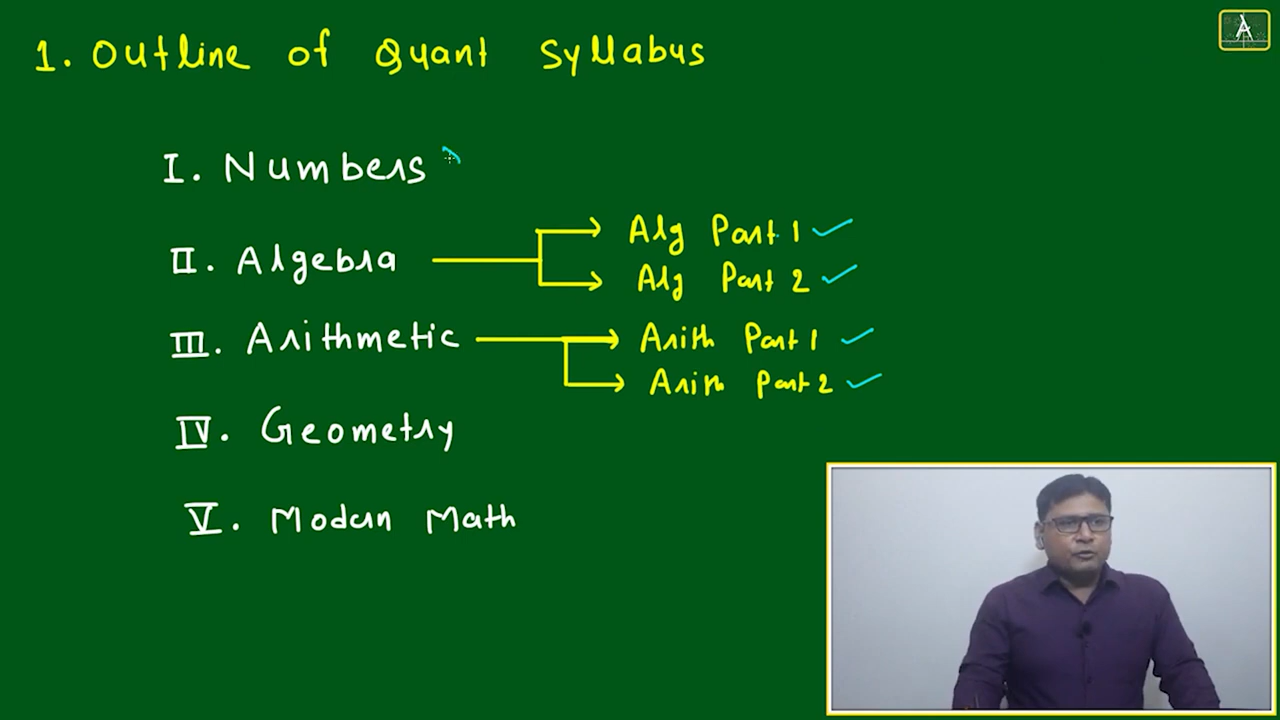 1. Outline of Quant Syllabus
I. Numbers
II. Algebra
Alg Part 1
Alg Part 2
III. Arithmetic
Arith Part 1
Arith Part 2
IV. Geometry
V. Modern Math